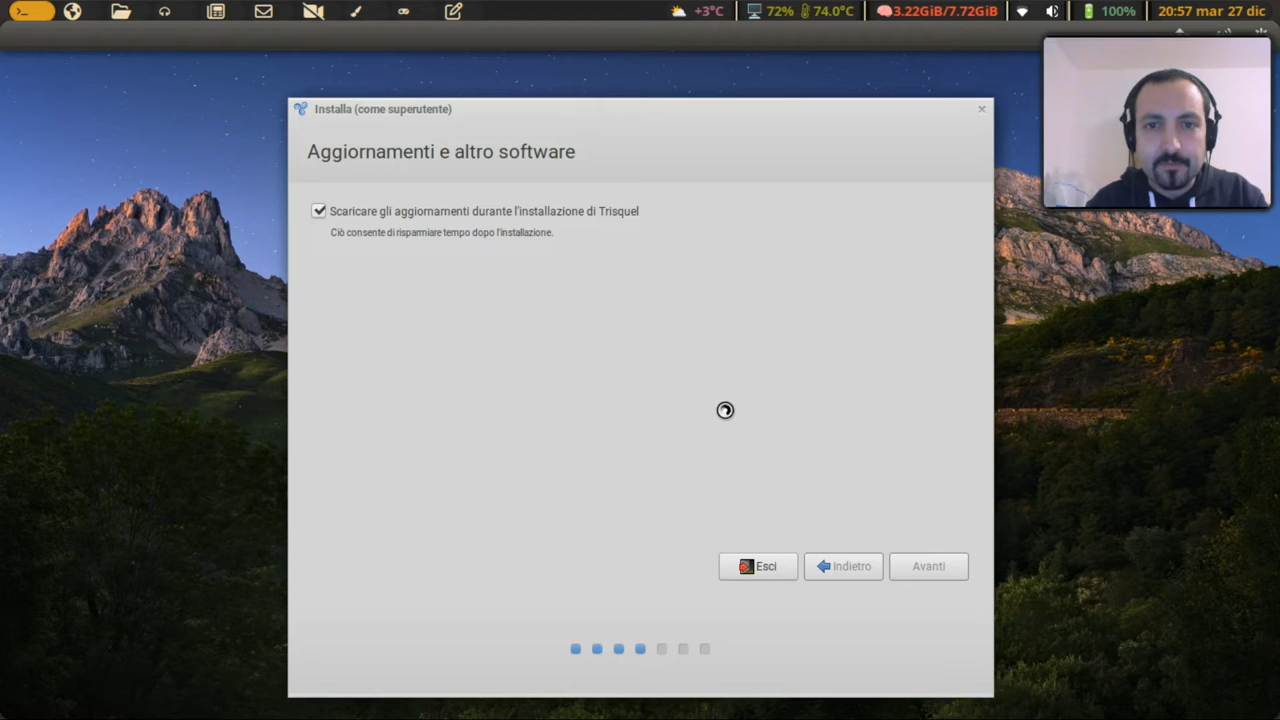 +3°C 72% 74.0°C 3.22GiB/7.72GiB 100% 20:57 mar 27 dic
Installa (come superutente)
Aggiornamenti e altro software
Scaricare gli aggiornamenti durante l'installazione di Trisquel
Ciò consente di risparmiare tempo dopo l'installazione.
Esci Indietro Avanti